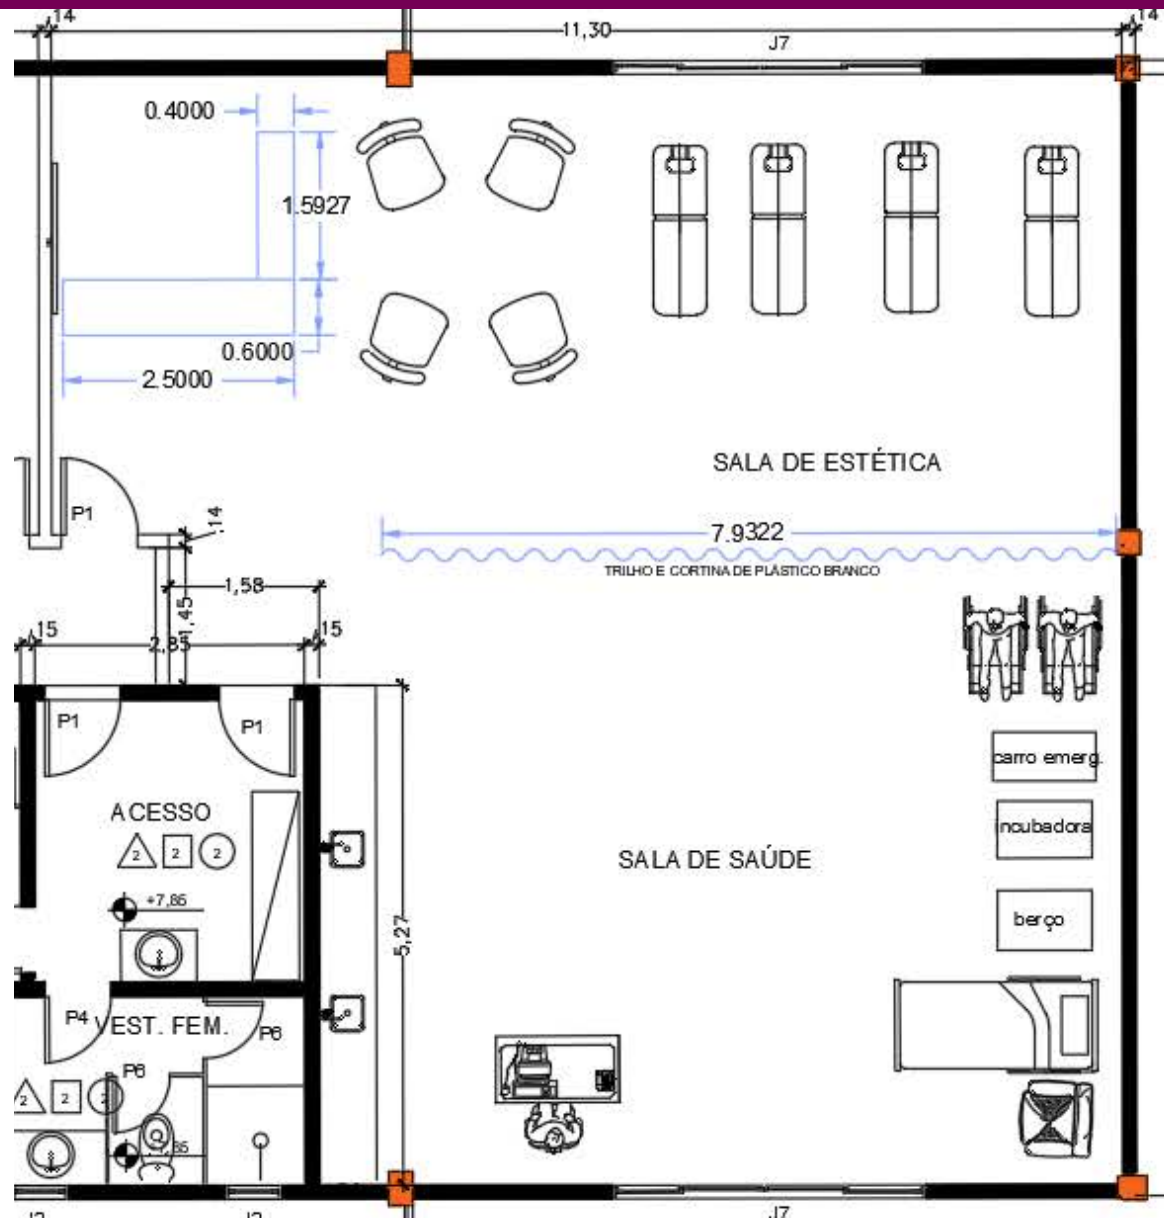 .14
11,30
.14
J7
0.4000
1.5927
0.6000
2.5000
SALA DE ESTÉTICA
P1
.14
7.9322
TRILHO E CORTINA DE PLÁSTICO BRANCO
1,58
1,45
.15
2,85
.15
P1
P1
carro emerg.
ACESSO
2
2
2
incubadora
SALA DE SAÚDE
+7,85
berço
5,27
P4
VEST. FEM.
P6
P6
2
2
2
J7